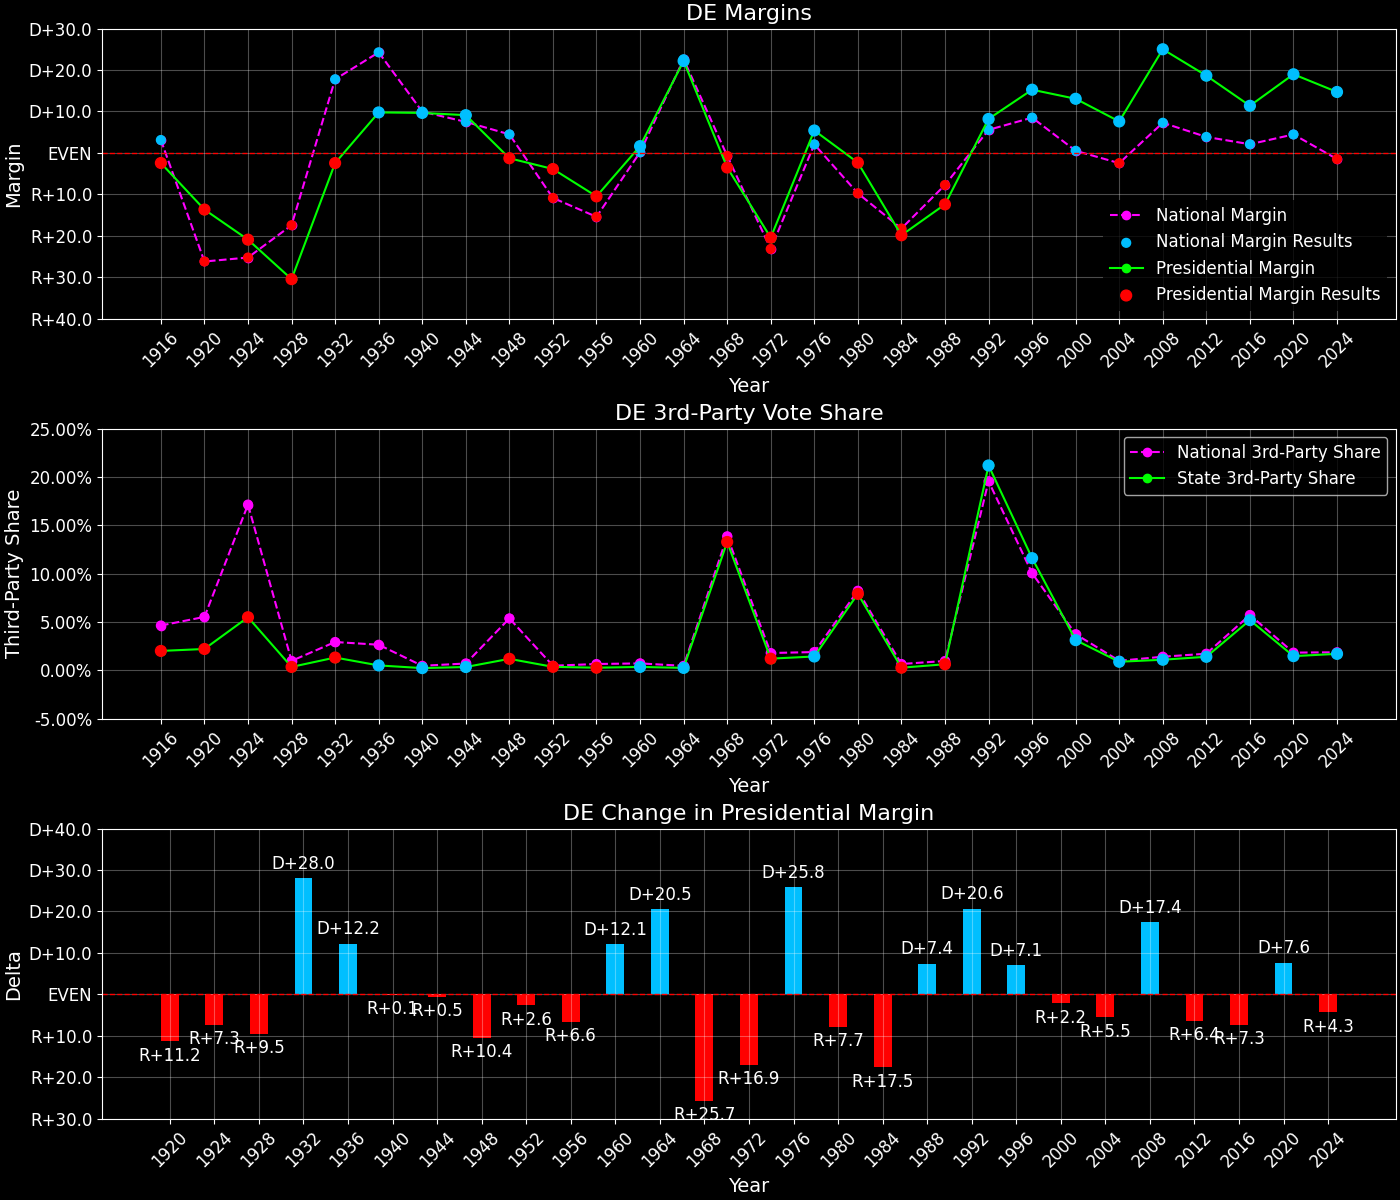 DE Margins
D+30.0
D+20.0
D+10.0
EVEN
R+10.0
R+20.0
R+30.0
R+40.0
Margin
National Margin
National Margin Results
Presidential Margin
Presidential Margin Results
1916 1920 1924 1928 1932 1936 1940 1944 1948 1952 1956 1960 1964 1968 1972 1976 1980 1984 1988 1992 1996 2000 2004 2008 2012 2016 2020 2024
Year
DE 3rd-Party Vote Share
25.00%
20.00%
15.00%
10.00%
5.00%
0.00%
-5.00%
Third-Party Share
National 3rd-Party Share
State 3rd-Party Share
1916 1920 1924 1928 1932 1936 1940 1944 1948 1952 1956 1960 1964 1968 1972 1976 1980 1984 1988 1992 1996 2000 2004 2008 2012 2016 2020 2024
Year
DE Change in Presidential Margin
D+40.0
D+30.0
D+20.0
D+10.0
EVEN
R+10.0
R+20.0
R+30.0
Delta
R+11.2
R+7.3
R+9.5
D+28.0
D+12.2
R+0.1
R+0.5
R+10.4
R+2.6
R+6.6
D+12.1
D+20.5
R+25.7
R+16.9
D+25.8
R+7.7
R+17.5
D+7.4
D+20.6
D+7.1
R+2.2
R+5.5
D+17.4
R+6.4
R+7.3
D+7.6
R+4.3
1920 1924 1928 1932 1936 1940 1944 1948 1952 1956 1960 1964 1968 1972 1976 1980 1984 1988 1992 1996 2000 2004 2008 2012 2016 2020 2024
Year